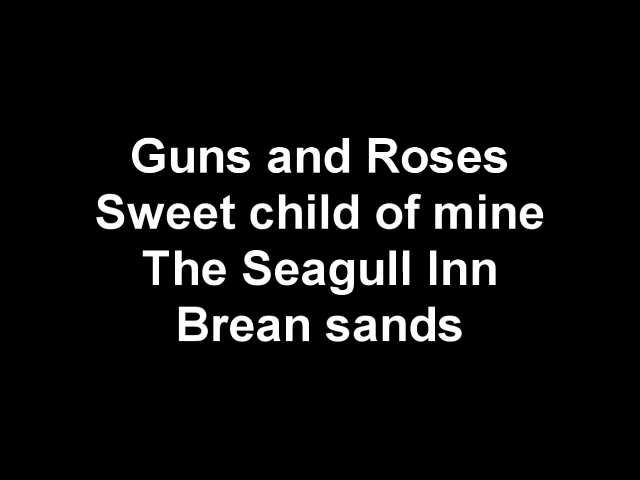 Guns and Roses
Sweet child of mine
The Seagull Inn
Brean sands